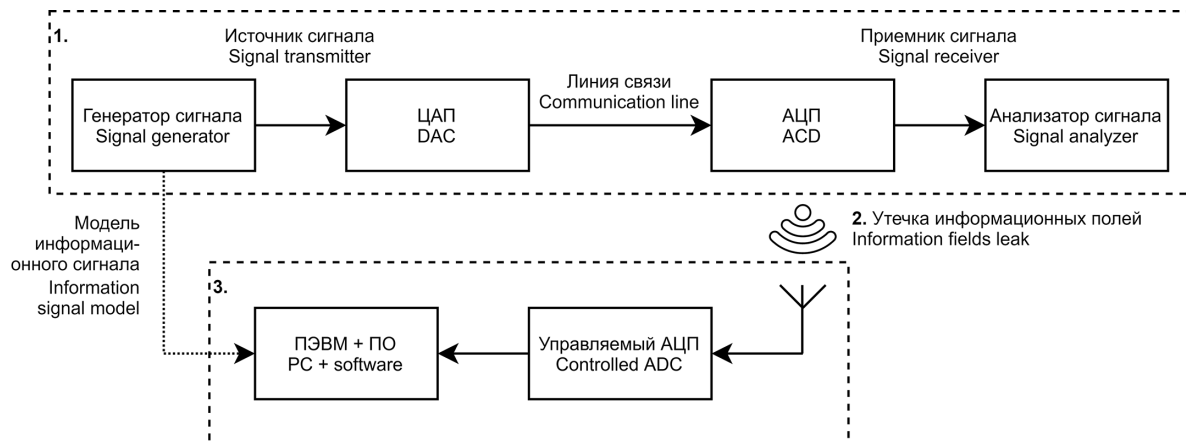 1.
Источник сигнала
Signal transmitter
Приемник сигнала
Signal receiver
Генератор сигнала
Signal generator
ЦАП
DAC
Линия связи
Communication line
АЦП
ACD
Анализатор сигнала
Signal analyzer
Модель
информаци-
онного сигнала
Information
signal model
2. Утечка информационных полей
Information fields leak
3.
ПЭВМ + ПО
PC + software
Управляемый АЦП
Controlled ADC